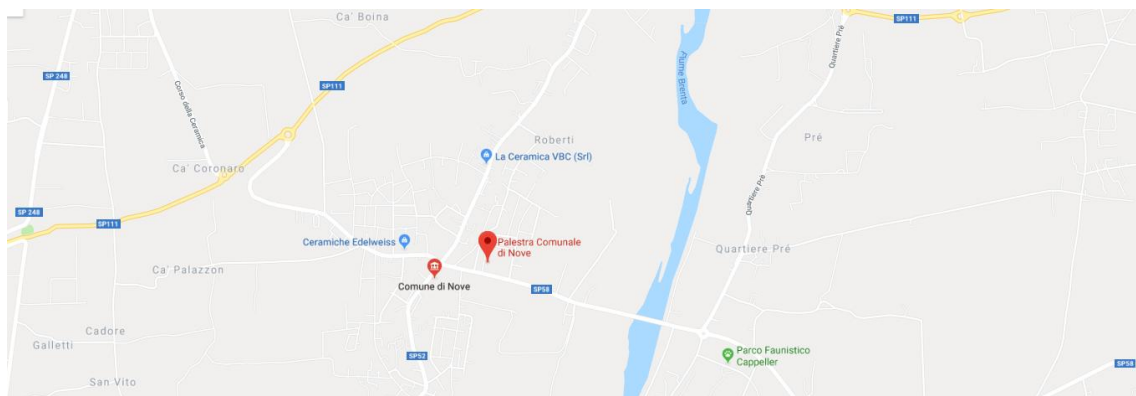 Ca' Boina
SP111
SP 248
SP111
Corso della Ceramica
Fiume Brenta
Quartiere Pré
Roberti
Pré
La Ceramica VBC (Srl)
Ca' Coronaro
Quartiere Pré
SP 248
SP111
Ceramiche Edelweiss
Palestra Comunale
di Nove
Quartiere Pré
Ca' Palazzon
Comune di Nove
SP58
Cadore
Galletti
SP52
Parco Faunistico
Cappeller
SP58
San Vito